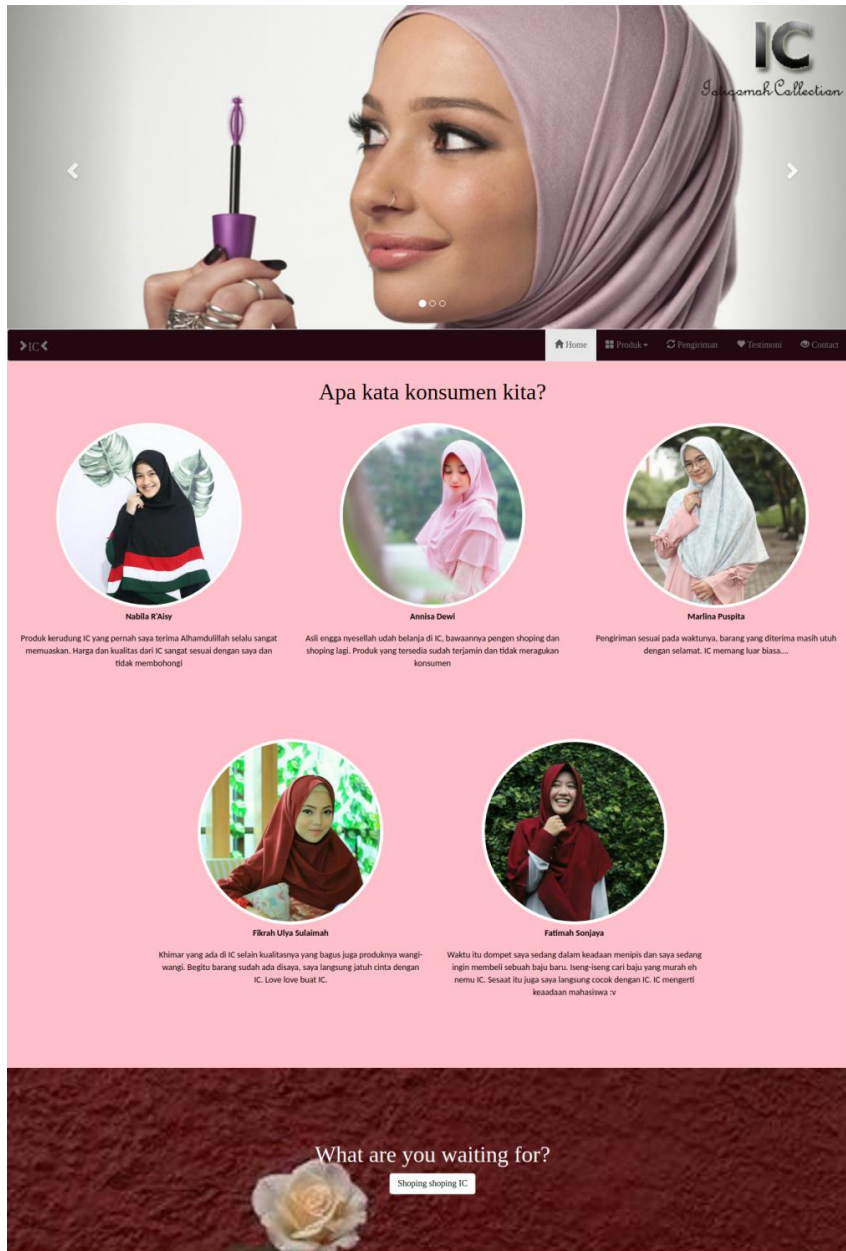 IC
Istiqamah Collection
IC
Home
Produk
Pengiriman
Testimoni
Contact
Apa kata konsumen kita?
Nabila R'Aisy
Produk kerudung IC yang pernah saya terima Alhamdulillah selalu sangat
memuaskan. Harga dan kualitas dari IC sangat sesuai dengan saya dan
tidak membohongi
Annisa Dewi
Asli engga nyesellah udah belanja di IC, bawaannya pengen shoping dan
shoping lagi. Produk yang tersedia sudah terjamin dan tidak meragukan
konsumen
Marlina Puspita
Pengiriman sesuai pada waktunya, barang yang diterima masih utuh
dengan selamat. IC memang luar biasa....
Fikrah Ulya Sulaimah
Khimar yang ada di IC selain kualitasnya yang bagus juga produknya wangi-
wangi. Begitu barang sudah ada disaya, saya langsung jatuh cinta dengan
IC. Love love buat IC.
Fatimah Sonjaya
Waktu itu dompet saya sedang dalam keadaan menipis dan saya sedang
ingin membeli sebuah baju baru. Iseng-iseng cari baju yang murah eh
nemu IC. Sesaat itu juga saya langsung cocok dengan IC. IC mengerti
keaadaan mahasiswa :v
What are you waiting for?
Shoping shoping IC